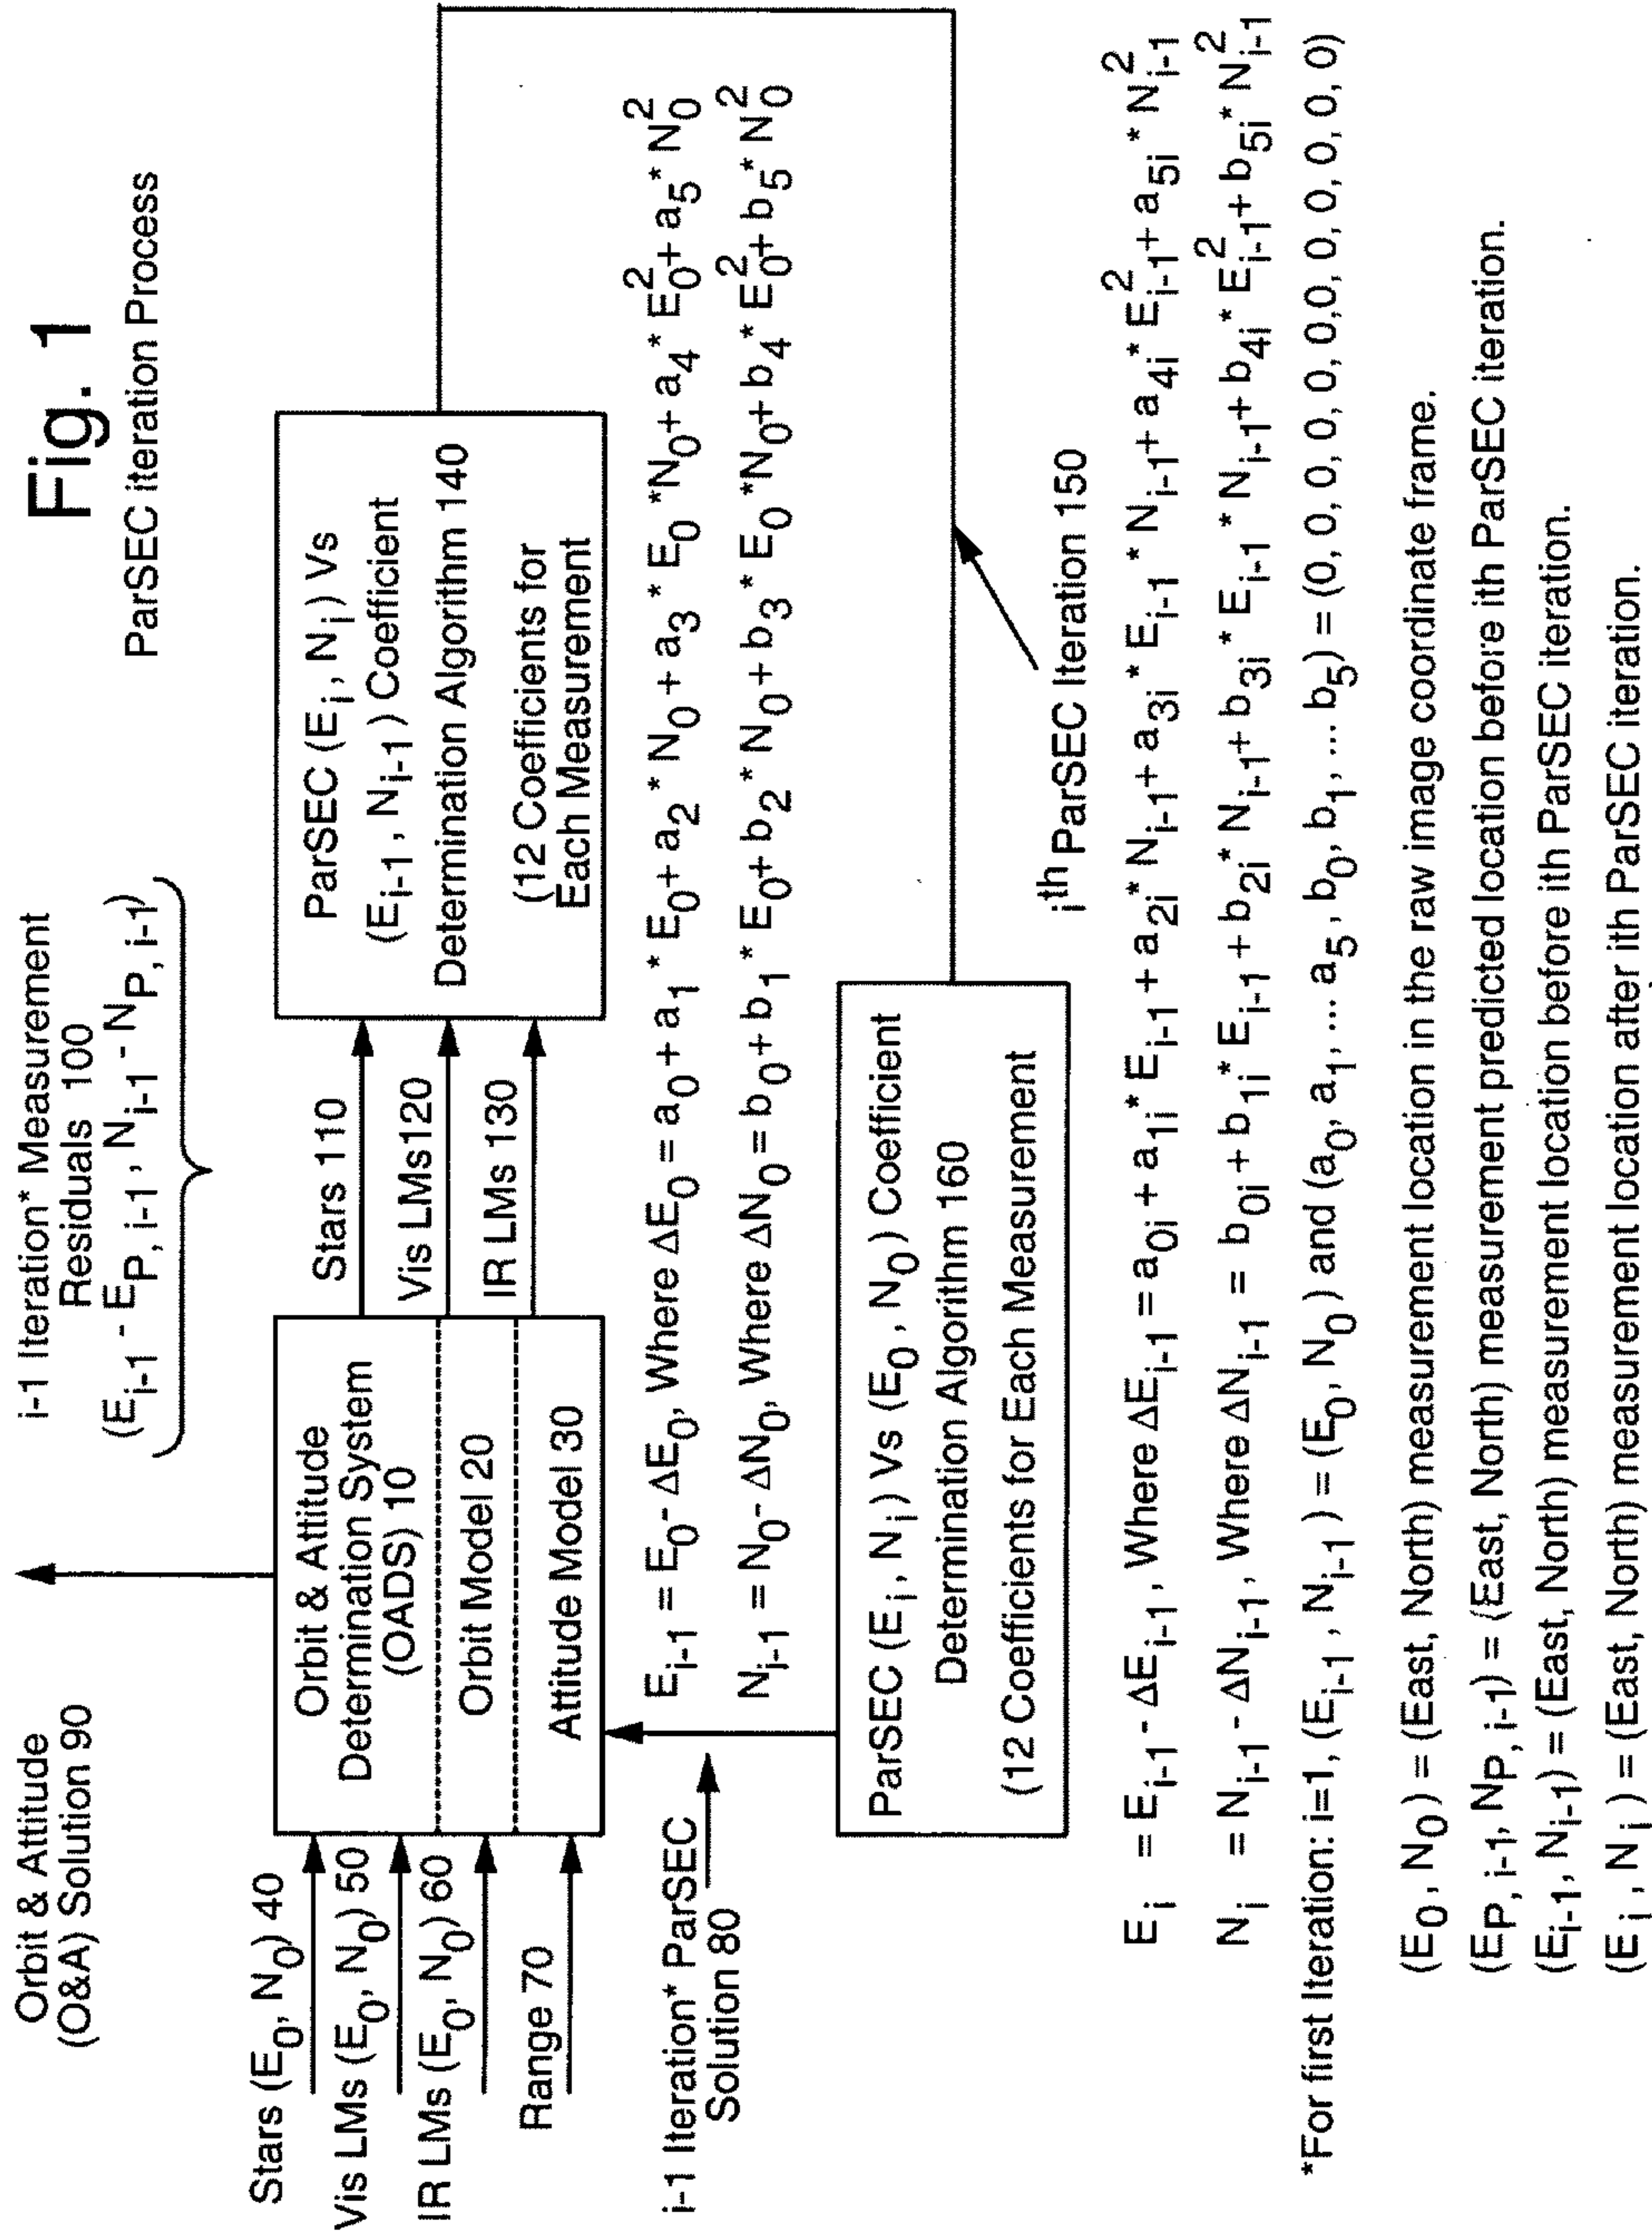 Fig. 1
ParSEC iteration Process
Orbit & Attitude
(O&A) Solution 90
i-1 Iteration* Measurement
Residuals 100
(E_{i-1} - E_{P, i-1}, N_{i-1} - N_{P, i-1})
Stars (E_0, N_0) 40
Vis LMs (E_0, N_0) 50
IR LMs (E_0, N_0) 60
Range 70
Orbit & Attitude
Determination System
(OADS) 10
Orbit Model 20
Attitude Model 30
Stars 110
Vis LMs120
IR LMs 130
ParSEC (E_i, N_i) Vs
(E_{i-1}, N_{i-1}) Coefficient
Determination Algorithm 140
(12 Coefficients for
Each Measurement
i-1 Iteration* ParSEC
Solution 80
E_{i-1} = E_0 - ΔE_0, Where ΔE_0 = a_0 + a_1 * E_0 + a_2 * N_0 + a_3 * E_0 * N_0 + a_4 * E_0^2 + a_5 * N_0^2
N_{i-1} = N_0 - ΔN_0, Where ΔN_0 = b_0 + b_1 * E_0 + b_2 * N_0 + b_3 * E_0 * N_0 + b_4 * E_0^2 + b_5 * N_0^2
ParSEC (E_i, N_i) Vs (E_0, N_0) Coefficient
Determination Algorithm 160
(12 Coefficients for Each Measurement
i^{th} ParSEC Iteration 150
E_i = E_{i-1} - ΔE_{i-1}, Where ΔE_{i-1} = a_{0i} + a_{1i} * E_{i-1} + a_{2i} * N_{i-1} + a_{3i} * E_{i-1} * N_{i-1} + a_{4i} * E_{i-1}^2 + a_{5i} * N_{i-1}^2
N_i = N_{i-1} - ΔN_{i-1}, Where ΔN_{i-1} = b_{0i} + b_{1i} * E_{i-1} + b_{2i} * N_{i-1} + b_{3i} * E_{i-1} * N_{i-1} + b_{4i} * E_{i-1}^2 + b_{5i} * N_{i-1}^2
*For first Iteration: i=1, (E_{i-1}, N_{i-1}) = (E_0, N_0) and (a_0, a_1, ... a_5, b_0, b_1, ... b_5) = (0, 0, 0, 0, 0, 0,0, 0, 0, 0, 0, 0)
(E_0, N_0) = (East, North) measurement location in the raw image coordinate frame.
(E_{P, i-1}, N_{P, i-1}) = (East, North) measurement predicted location before ith ParSEC iteration.
(E_{i-1}, N_{i-1}) = (East, North) measurement location before ith ParSEC iteration.
(E_i, N_i) = (East, North) measurement location after ith ParSEC iteration.